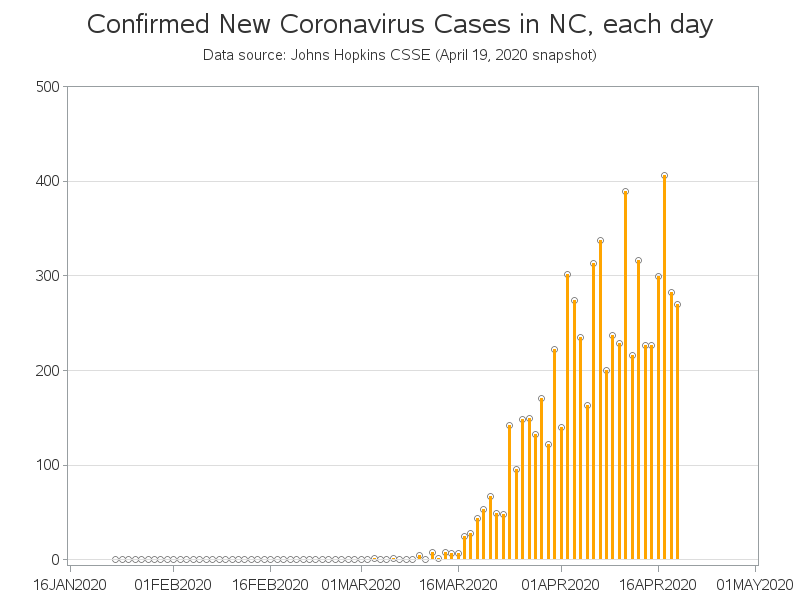 Confirmed New Coronavirus Cases in NC, each day
Data source: Johns Hopkins CSSE (April 19, 2020 snapshot)
500
400
300
200
100
0
16JAN2020 01FEB2020 16FEB2020 01MAR2020 16MAR2020 01APR2020 16APR2020 01MAY2020